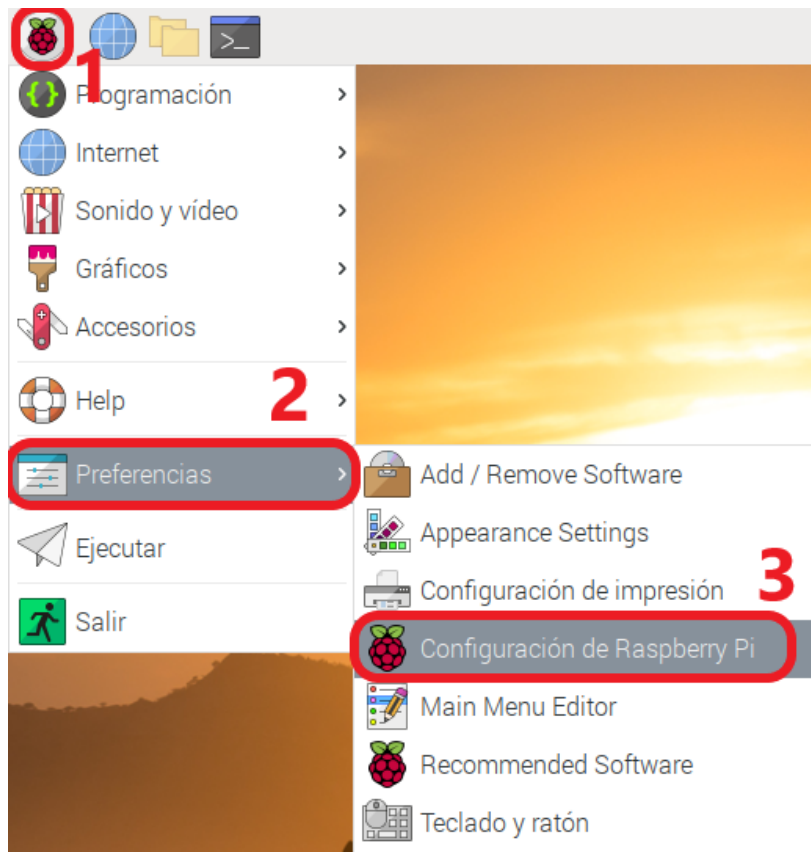 >_
1
Programación
Internet
Sonido y vídeo
Gráficos
Accesorios
Help
2
Preferencias
Ejecutar
Salir
Add / Remove Software
Appearance Settings
Configuración de impresión
3
Configuración de Raspberry Pi
Main Menu Editor
Recommended Software
Teclado y ratón